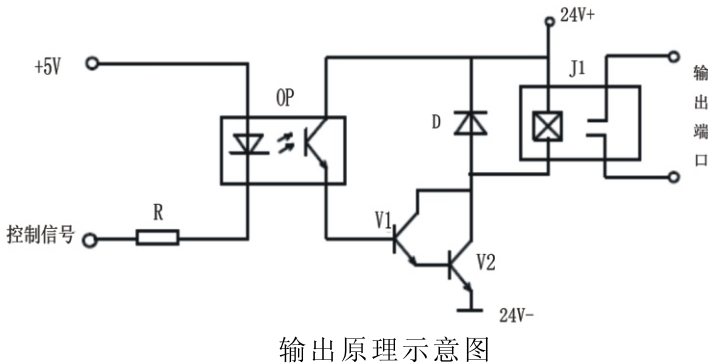 24V+
+5V
OP
J1
D
输出端口
R
控制信号
V1
V2
24V-
输出原理示意图